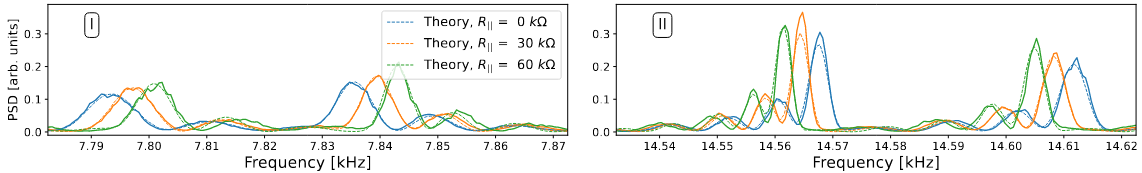 I
Theory, R|| = 0 kΩ
Theory, R|| = 30 kΩ
Theory, R|| = 60 kΩ
PSD [arb. units]
0.3
0.2
0.1
0.0
7.79 7.80 7.81 7.82 7.83 7.84 7.85 7.86 7.87
Frequency [kHz]
II
0.3
0.2
0.1
0.0
14.54 14.55 14.56 14.57 14.58 14.59 14.60 14.61 14.62
Frequency [kHz]